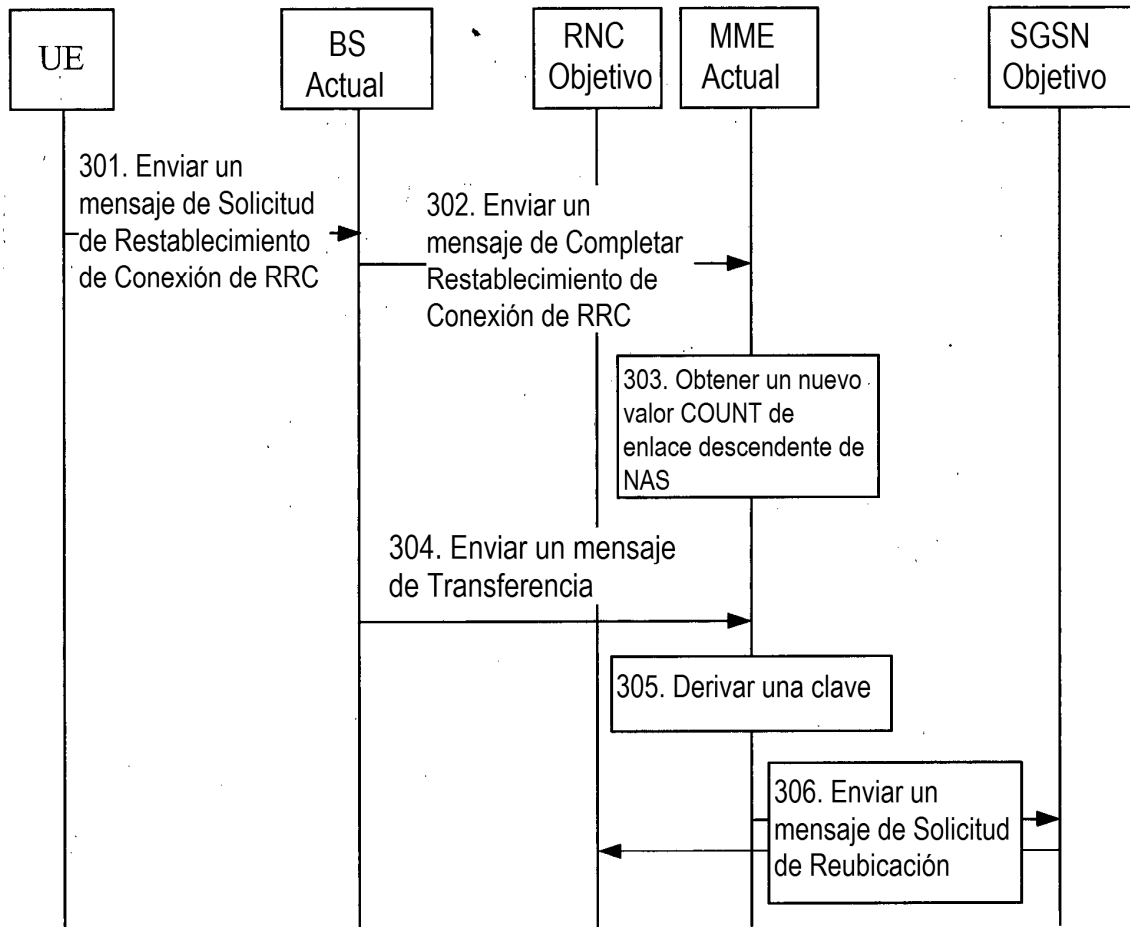 UE
BS
Actual
RNC
Objetivo
MME
Actual
SGSN
Objetivo
301. Enviar un
mensaje de Solicitud
de Restablecimiento
de Conexión de RRC
302. Enviar un
mensaje de Completar
Restablecimiento de
Conexión de RRC
303. Obtener un nuevo
valor COUNT de
enlace descendente de
NAS
304. Enviar un mensaje
de Transferencia
305. Derivar una clave
306. Enviar un
mensaje de Solicitud
de Reubicación